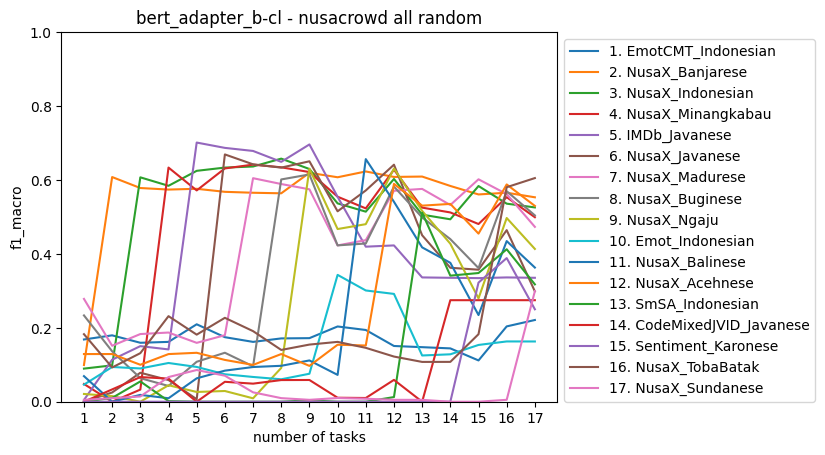 bert_adapter_b-cl - nusacrowd all random
f1_macro
1.0
0.8
0.6
0.4
0.2
0.0
1 2 3 4 5 6 7 8 9 10 11 12 13 14 15 16 17
number of tasks
1. EmotCMT_Indonesian
2. NusaX_Banjarese
3. NusaX_Indonesian
4. NusaX_Minangkabau
5. IMDb_Javanese
6. NusaX_Javanese
7. NusaX_Madurese
8. NusaX_Buginese
9. NusaX_Ngaju
10. Emot_Indonesian
11. NusaX_Balinese
12. NusaX_Acehnese
13. SmSA_Indonesian
14. CodeMixedJVID_Javanese
15. Sentiment_Karonese
16. NusaX_TobaBatak
17. NusaX_Sundanese